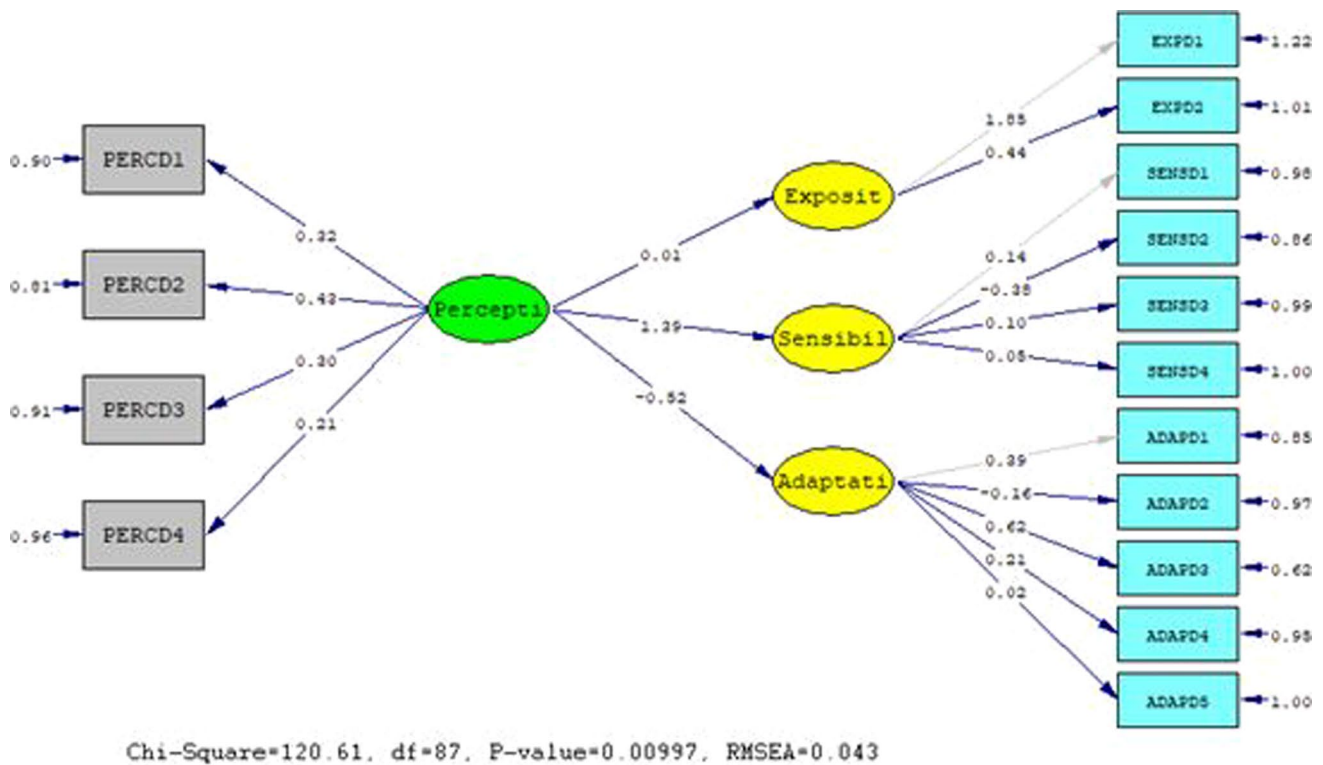 EXPD1
1.22
1.85
EXPD2
1.01
0.44
SENSD1
0.98
0.14
SENSD2
0.86
-0.38
SENSD3
0.99
0.10
SENSD4
1.00
0.05
ADAPD1
0.85
0.39
ADAPD2
0.97
-0.16
ADAPD3
0.62
0.62
ADAPD4
0.95
0.21
ADAPD5
1.00
0.02
0.90
PERCD1
0.32
0.81
PERCD2
0.43
0.91
PERCD3
0.30
0.96
PERCD4
0.21
Percepti
0.01
1.39
-0.52
Exposit
Sensibil
Adaptati
Chi-Square=120.61, df=87, P-value=0.00997, RMSEA=0.043